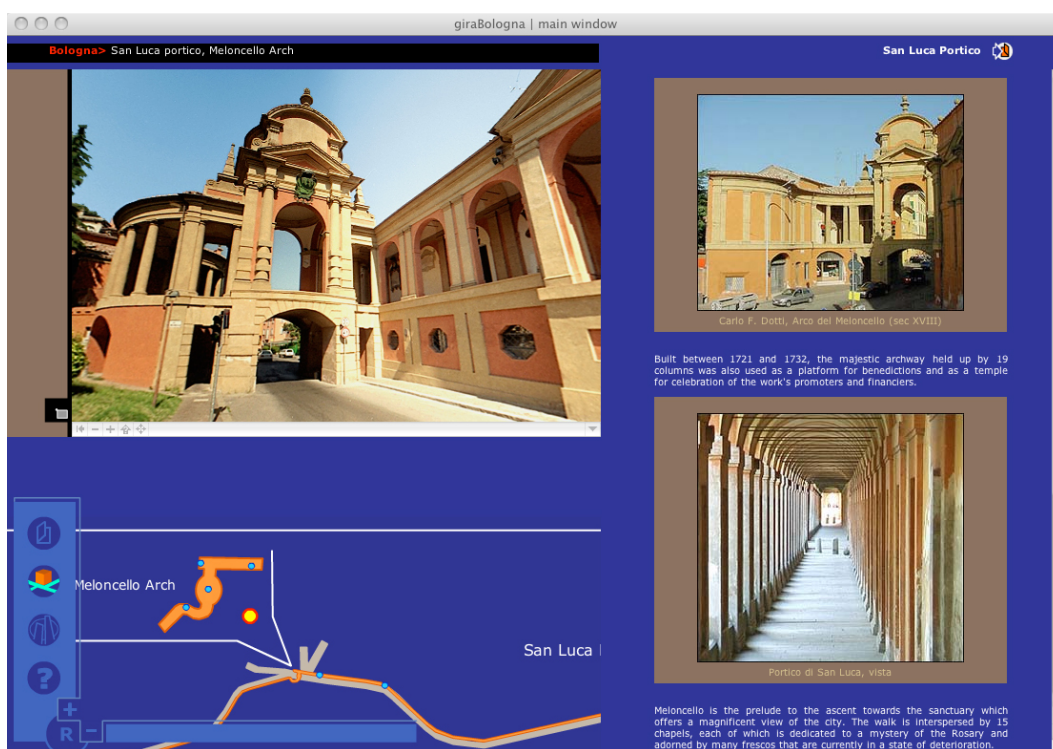 giraBologna | main window
Bologna> San Luca portico, Meloncello Arch
San Luca Portico
Carlo F. Dotti, Arco del Meloncello (sec XVIII)
Built between 1721 and 1732, the majestic archway held up by 19
columns was also used as a platform for benedictions and as a temple
for celebration of the work's promoters and financiers.
Portico di San Luca, vista
Meloncello is the prelude to the ascent towards the sanctuary which
offers a magnificent view of the city. The walk is interspersed by 15
chapels, each of which is dedicated to a mystery of the Rosary and
adorned by many frescos that are currently in a state of deterioration.
Meloncello Arch
San Luca
?
+
−
R